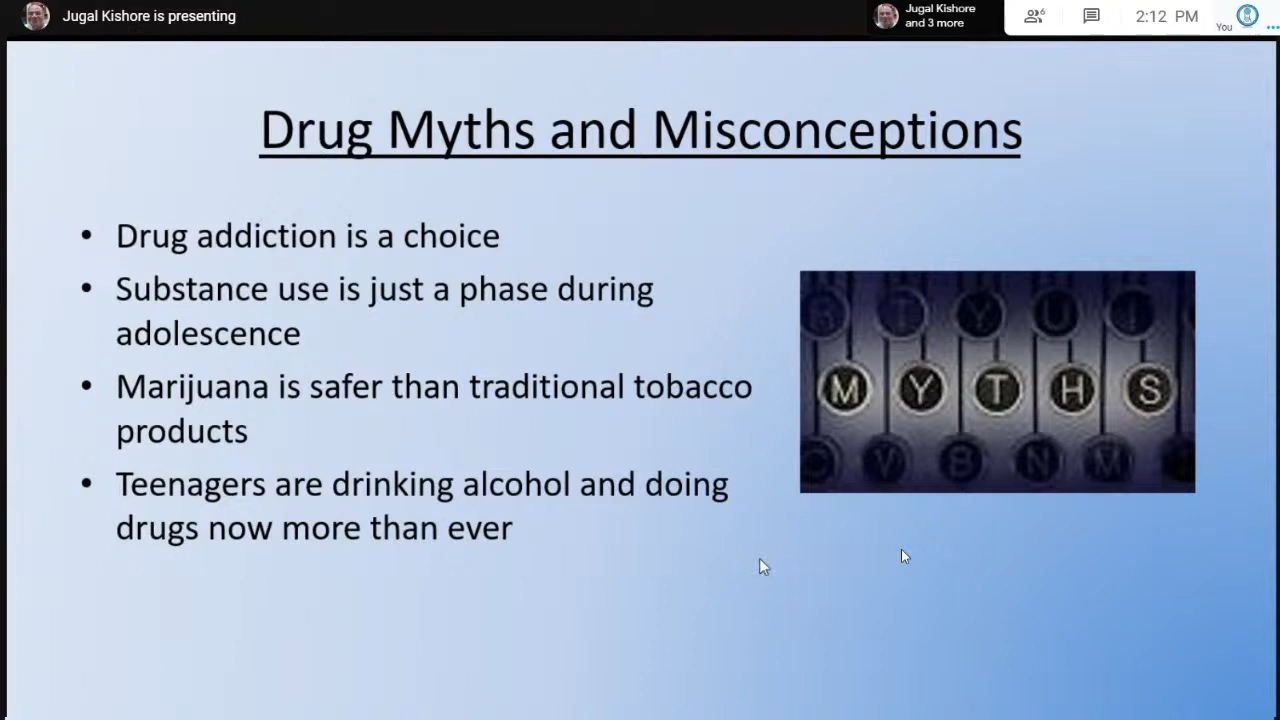 Jugal Kishore is presenting
Jugal Kishore
and 3 more
6
2:12 PM
You
Drug Myths and Misconceptions
• Drug addiction is a choice
• Substance use is just a phase during
adolescence
• Marijuana is safer than traditional tobacco
products
• Teenagers are drinking alcohol and doing
drugs now more than ever
T Y U I
M Y T H S
C V B N M